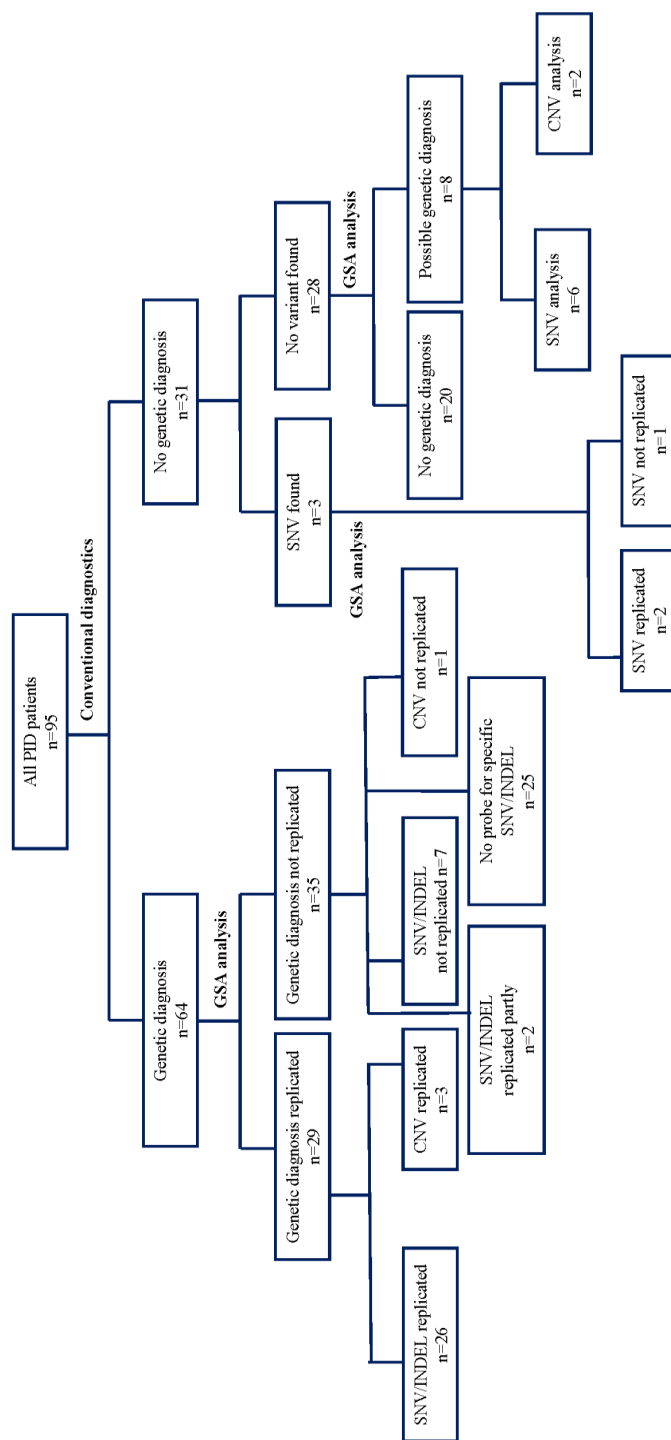 All PID patients
n=95
Conventional diagnostics
Genetic diagnosis
n=64
No genetic diagnosis
n=31
GSA analysis
Genetic diagnosis replicated
n=29
Genetic diagnosis not replicated
n=35
SNV found
n=3
No variant found
n=28
GSA analysis
GSA analysis
SNV/INDEL replicated
n=26
CNV replicated
n=3
SNV/INDEL
not replicated n=7
CNV not replicated
n=1
No genetic diagnosis
n=20
Possible genetic diagnosis
n=8
SNV/INDEL
replicated partly
n=2
No probe for specific
SNV/INDEL
n=25
SNV analysis
n=6
CNV analysis
n=2
SNV replicated
n=2
SNV not replicated
n=1